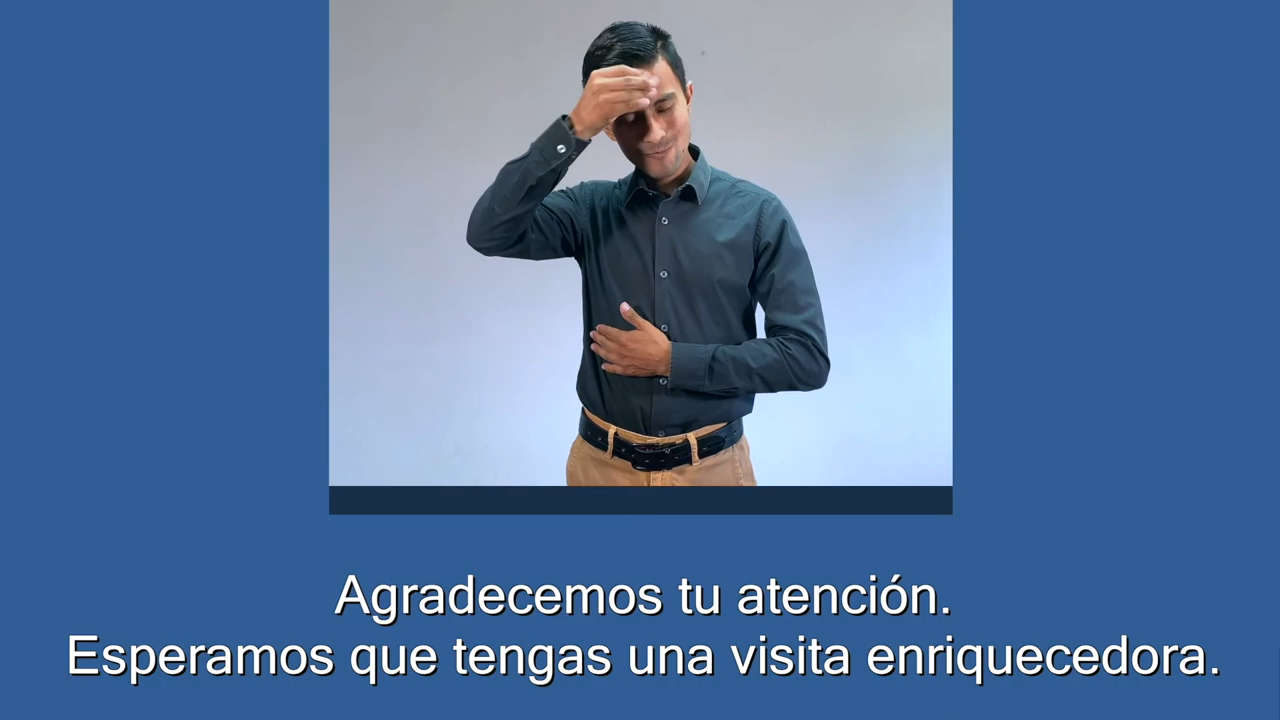 Agradecemos tu atención.
Esperamos que tengas una visita enriquecedora.